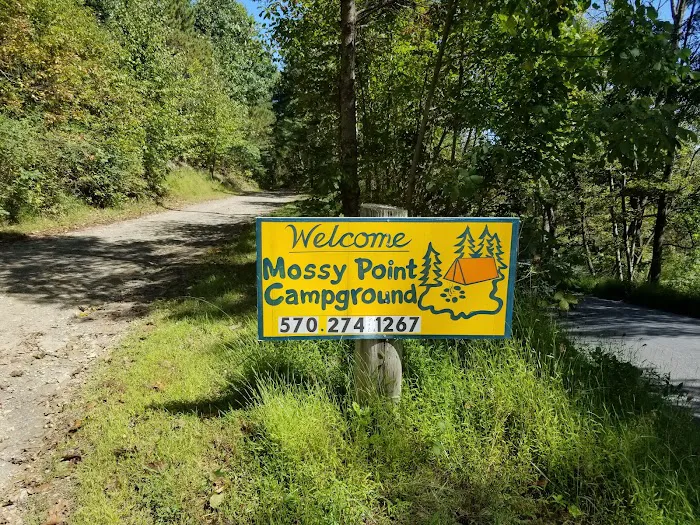 Welcome
Mossy Point
Campground
570.274.1267